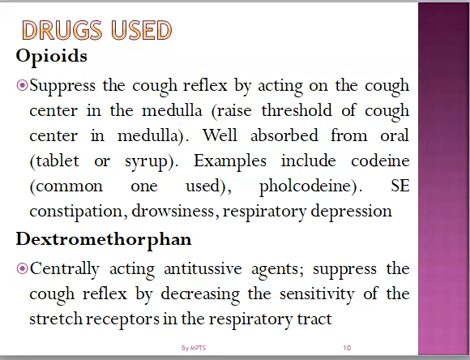 DRUGS USED
Opioids
Suppress the cough reflex by acting on the cough
center in the medulla (raise threshold of cough
center in medulla). Well absorbed from oral
(tablet or syrup). Examples include codeine
(common one used), pholcodeine). SE
constipation, drowsiness, respiratory depression
Dextromethorphan
Centrally acting antitussive agents; suppress the
cough reflex by decreasing the sensitivity of the
stretch receptors in the respiratory tract
By MPTS 10